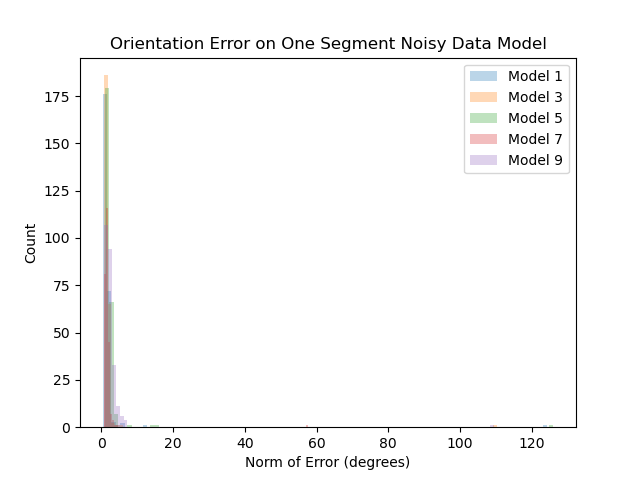 Orientation Error on One Segment Noisy Data Model
Model 1
Model 3
Model 5
Model 7
Model 9
175
150
125
100
75
50
25
0
Count
0 20 40 60 80 100 120
Norm of Error (degrees)